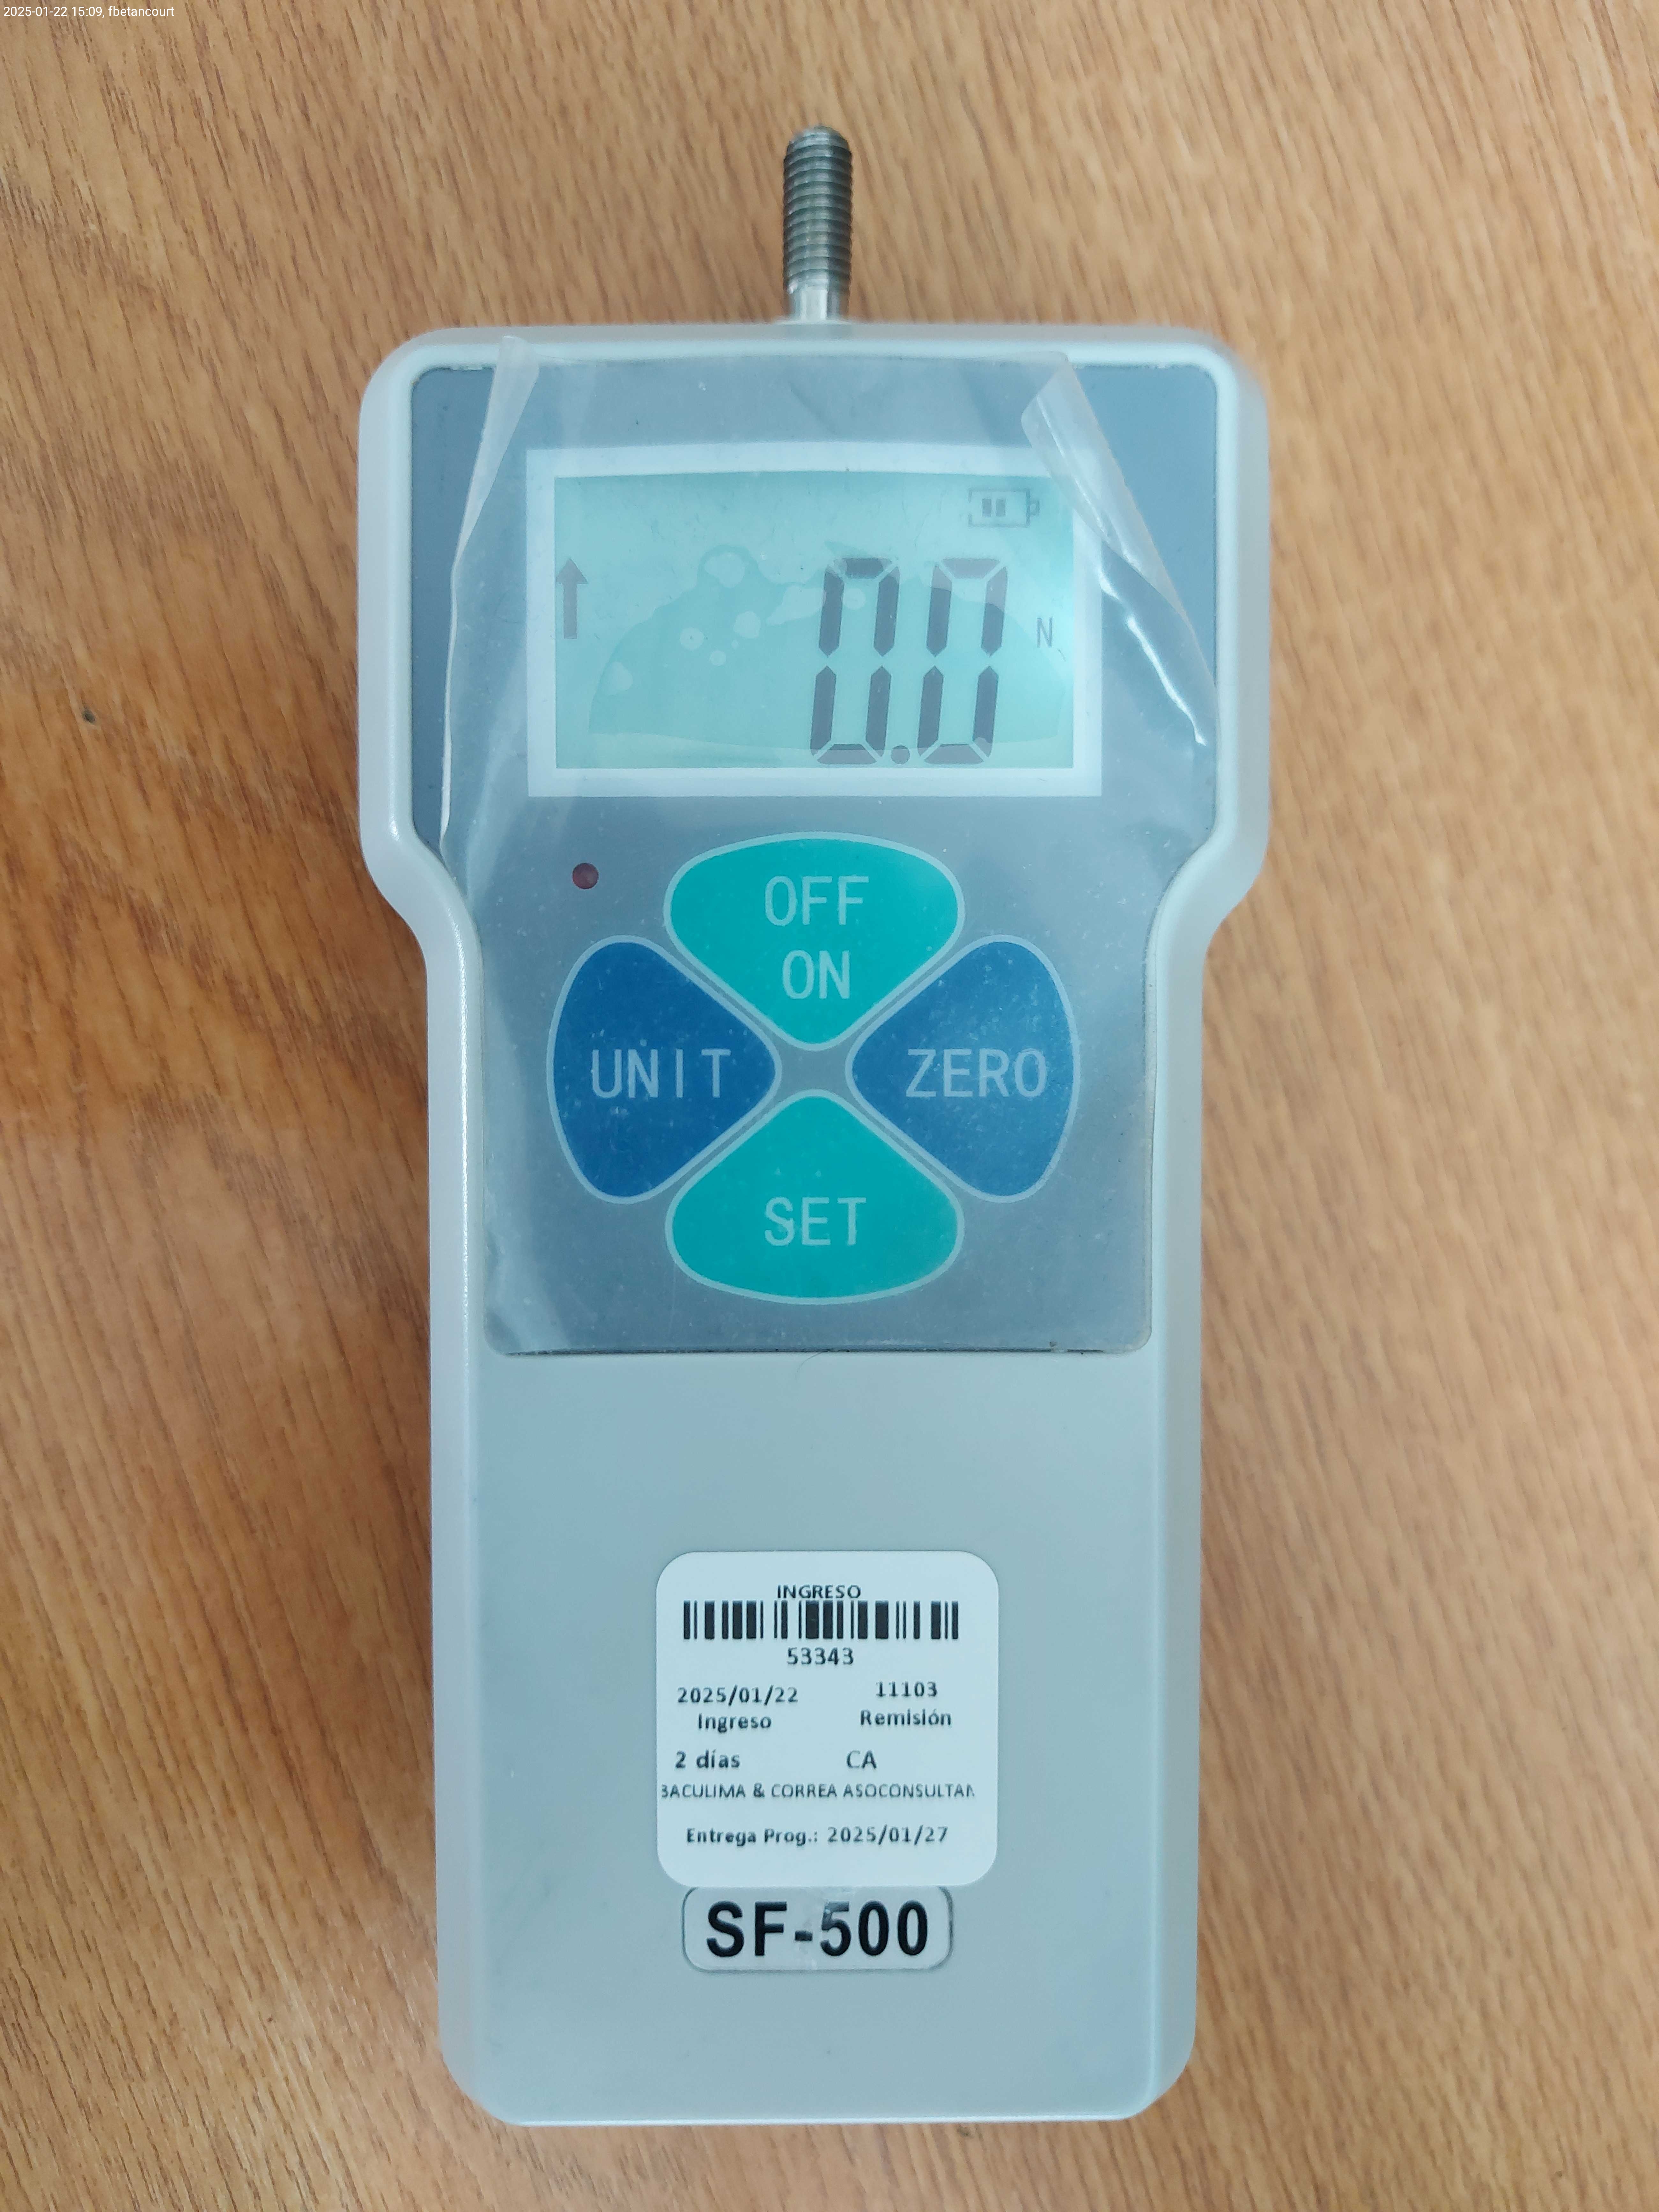 2025-01-22 15:09, fbetancourt
0.0
N
OFF
ON
UNIT
ZERO
SET
INGRESO
53343
2025/01/22 11103
Ingreso Remisión
2 días CA
BACULIMA & CORREA ASOCONSULTAN
Entrega Prog.: 2025/01/27
SF-500